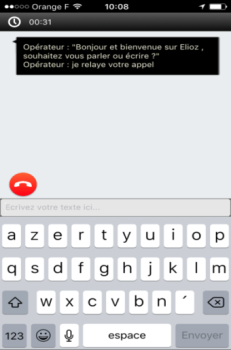 Orange F 10:08
00:31
Opérateur : "Bonjour et bienvenue sur Elioz ,
souhaitez vous parler ou écrire ?"
Opérateur : je relaye votre appel
Ecrivez votre texte ici...
a z e r t y u i o p
q s d f g h j k l m
w x c v b n ´
123 espace Envoyer